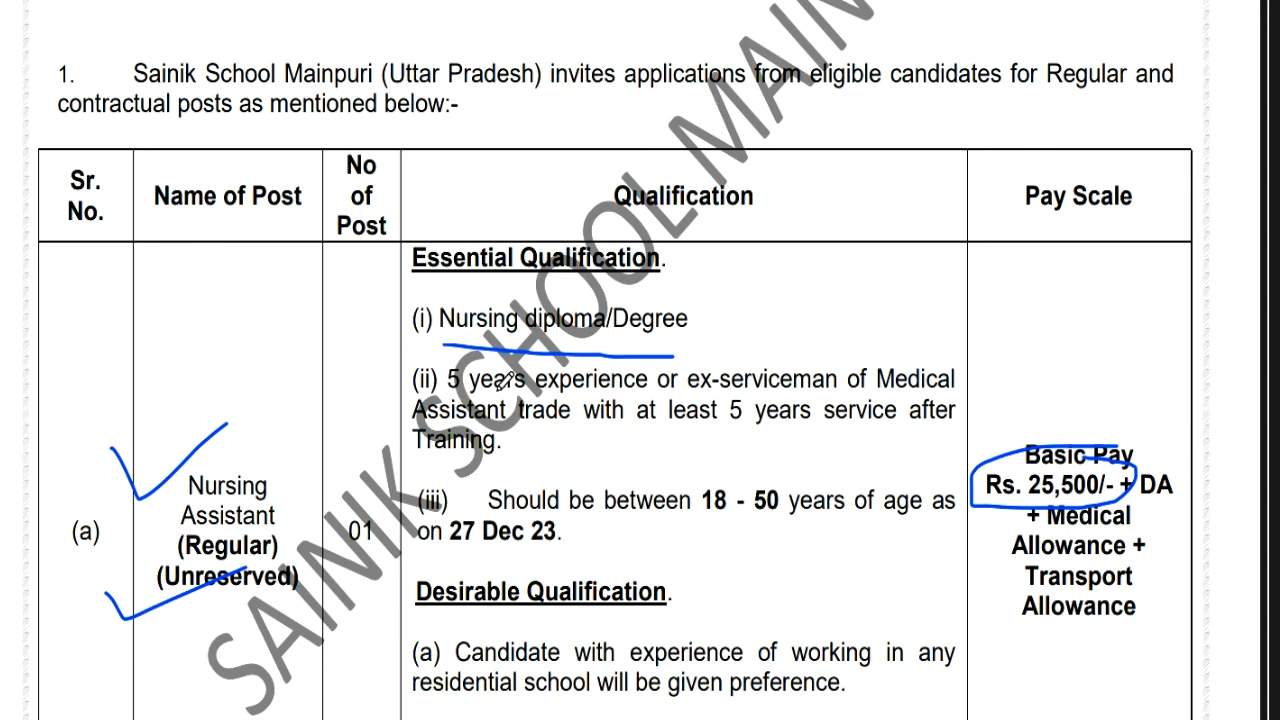 1. Sainik School Mainpuri (Uttar Pradesh) invites applications from eligible candidates for Regular and
contractual posts as mentioned below:-
Sr. No.
Name of Post
No of Post
Qualification
Pay Scale
(a)
Nursing
Assistant
(Regular)
(Unreserved)
01
Essential Qualification.
(i) Nursing diploma/Degree
(ii) 5 years experience or ex-serviceman of Medical
Assistant trade with at least 5 years service after
Training.
(iii) Should be between 18 - 50 years of age as
on 27 Dec 23.
Desirable Qualification.
(a) Candidate with experience of working in any
residential school will be given preference.
Basic Pay
Rs. 25,500/- + DA
+ Medical
Allowance +
Transport
Allowance
SAINIK SCHOOL MAIN